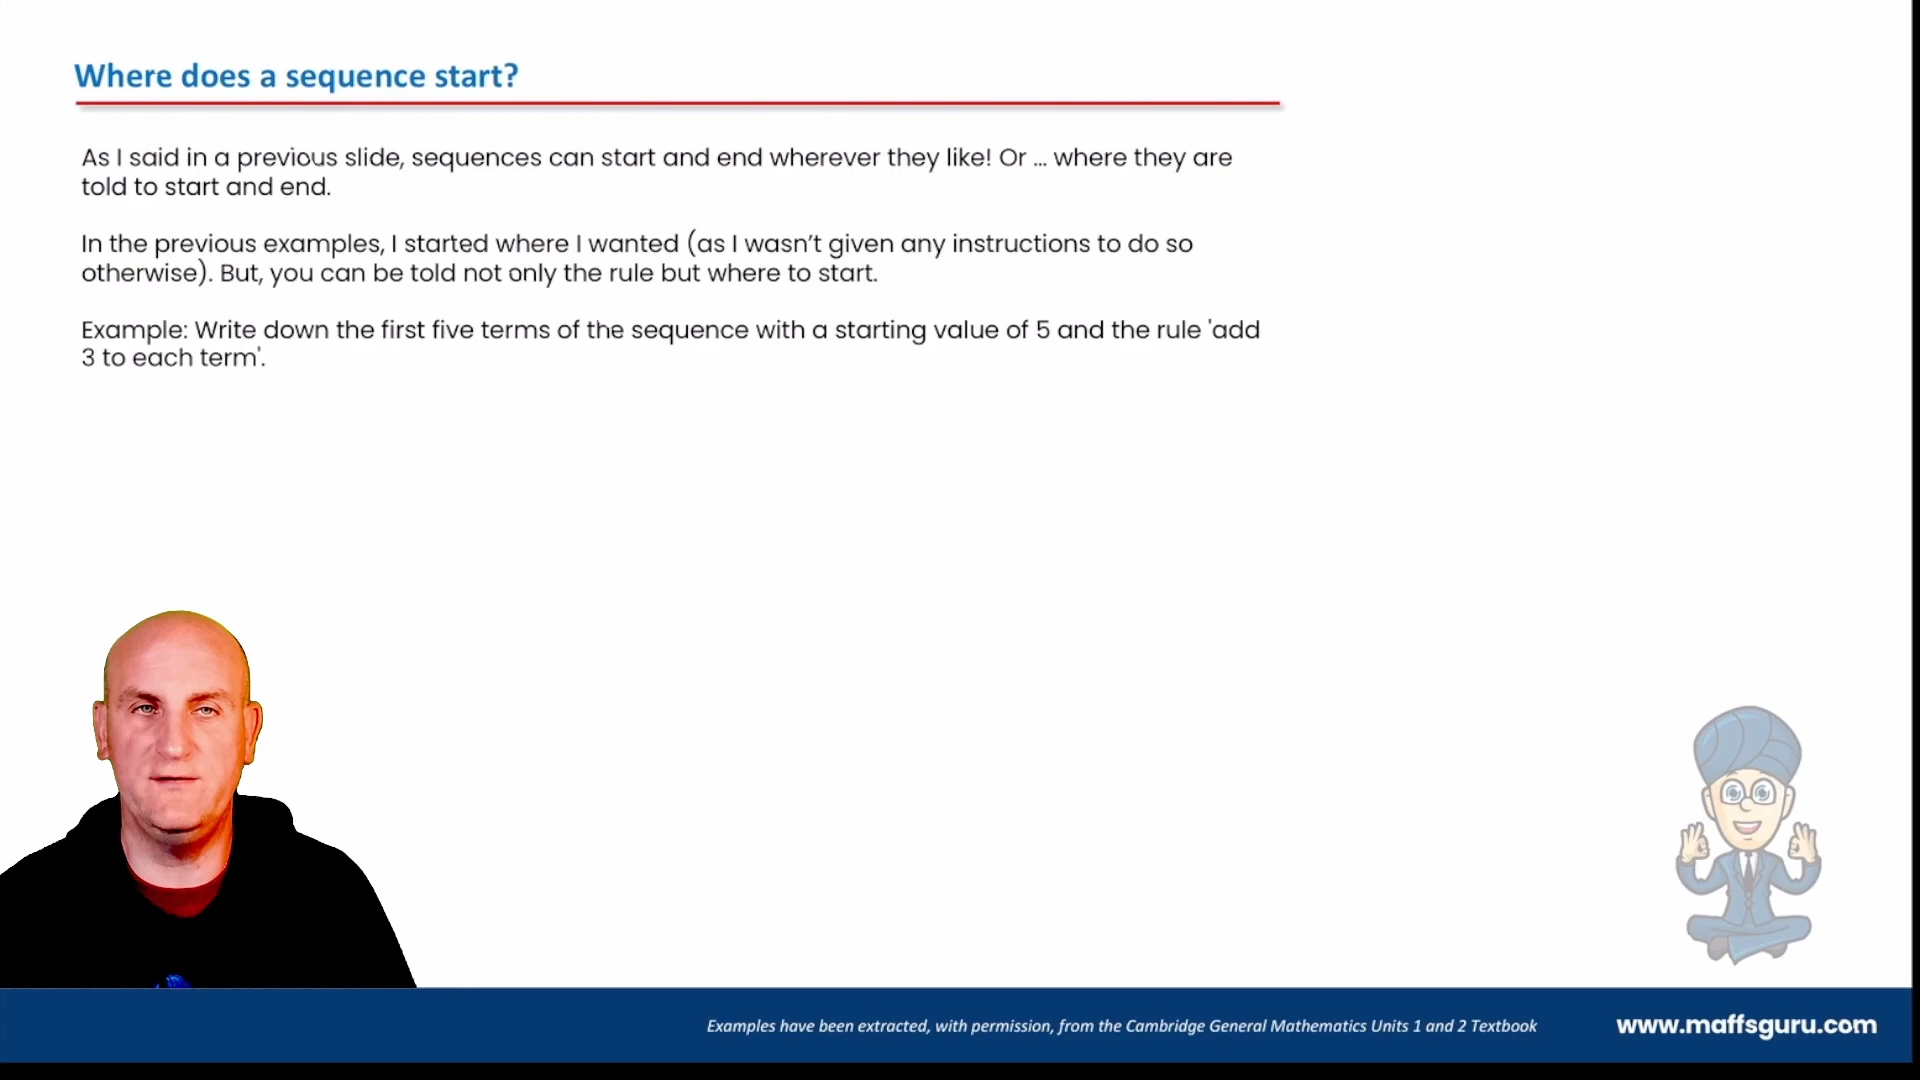 Where does a sequence start?
As I said in a previous slide, sequences can start and end wherever they like! Or ... where they are
told to start and end.
In the previous examples, I started where I wanted (as I wasn’t given any instructions to do so
otherwise). But, you can be told not only the rule but where to start.
Example: Write down the first five terms of the sequence with a starting value of 5 and the rule 'add
3 to each term'.
Examples have been extracted, with permission, from the Cambridge General Mathematics Units 1 and 2 Textbook
www.maffsguru.com